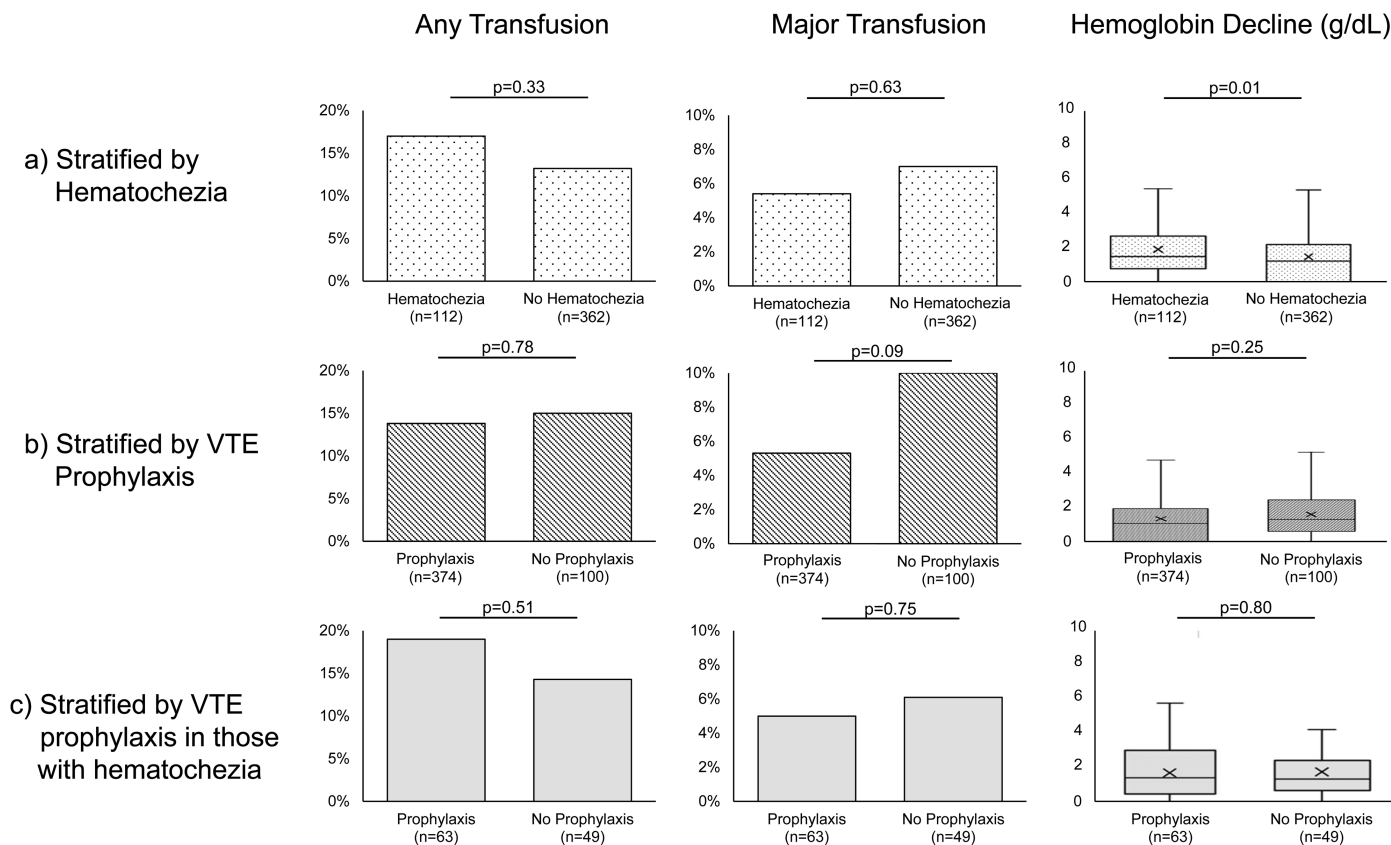 Any Transfusion
Major Transfusion
Hemoglobin Decline (g/dL)
a) Stratified by
Hematochezia
p=0.33
20%
15%
10%
5%
0%
Hematochezia
(n=112)
No Hematochezia
(n=362)
p=0.63
10%
8%
6%
4%
2%
0%
Hematochezia
(n=112)
No Hematochezia
(n=362)
p=0.01
10
8
6
4
2
0
Hematochezia
(n=112)
No Hematochezia
(n=362)
b) Stratified by VTE
Prophylaxis
p=0.78
20%
15%
10%
5%
0%
Prophylaxis
(n=374)
No Prophylaxis
(n=100)
p=0.09
10%
8%
6%
4%
2%
0%
Prophylaxis
(n=374)
No Prophylaxis
(n=100)
p=0.25
10
8
6
4
2
0
Prophylaxis
(n=374)
No Prophylaxis
(n=100)
c) Stratified by VTE
prophylaxis in those
with hematochezia
p=0.51
20%
15%
10%
5%
0%
Prophylaxis
(n=63)
No Prophylaxis
(n=49)
p=0.75
10%
8%
6%
4%
2%
0%
Prophylaxis
(n=63)
No Prophylaxis
(n=49)
p=0.80
10
8
6
4
2
0
Prophylaxis
(n=63)
No Prophylaxis
(n=49)